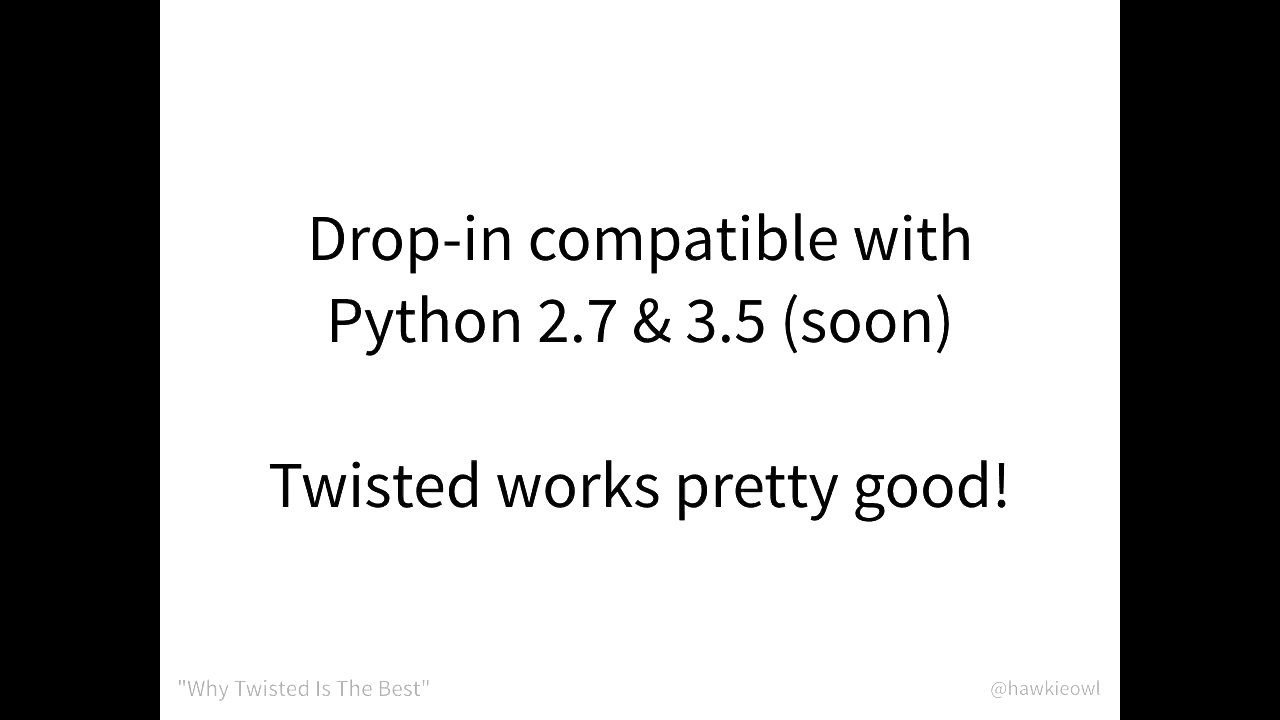 Drop-in compatible with
Python 2.7 & 3.5 (soon)
Twisted works pretty good!
"Why Twisted Is The Best"
@hawkieowl